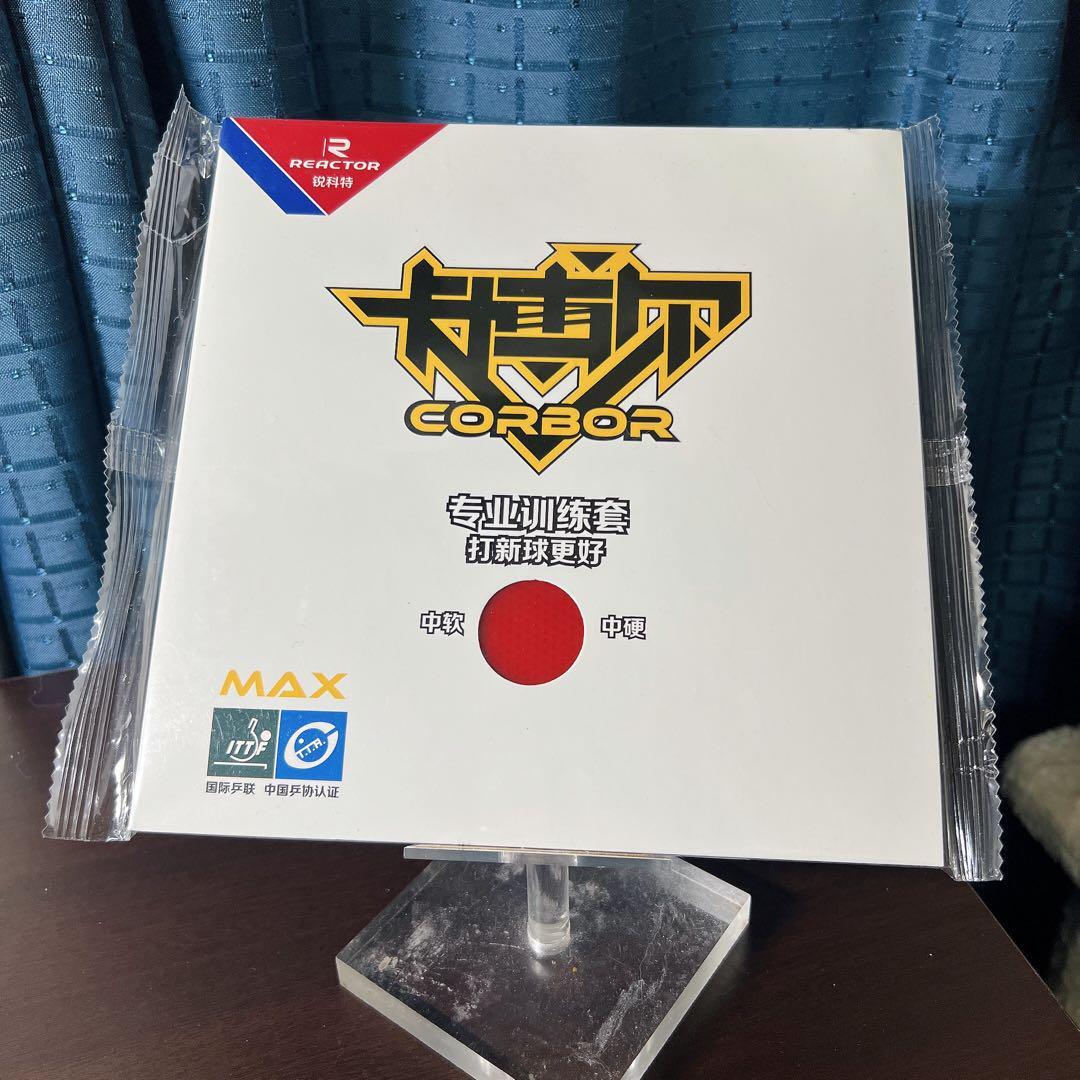 R
REACTOR
锐科特
卡博尔
CORBOR
专业训练套
打新球更好
中软 中硬
MAX
ITTF C.T.T.A.
国际乒联 中国乒协认证